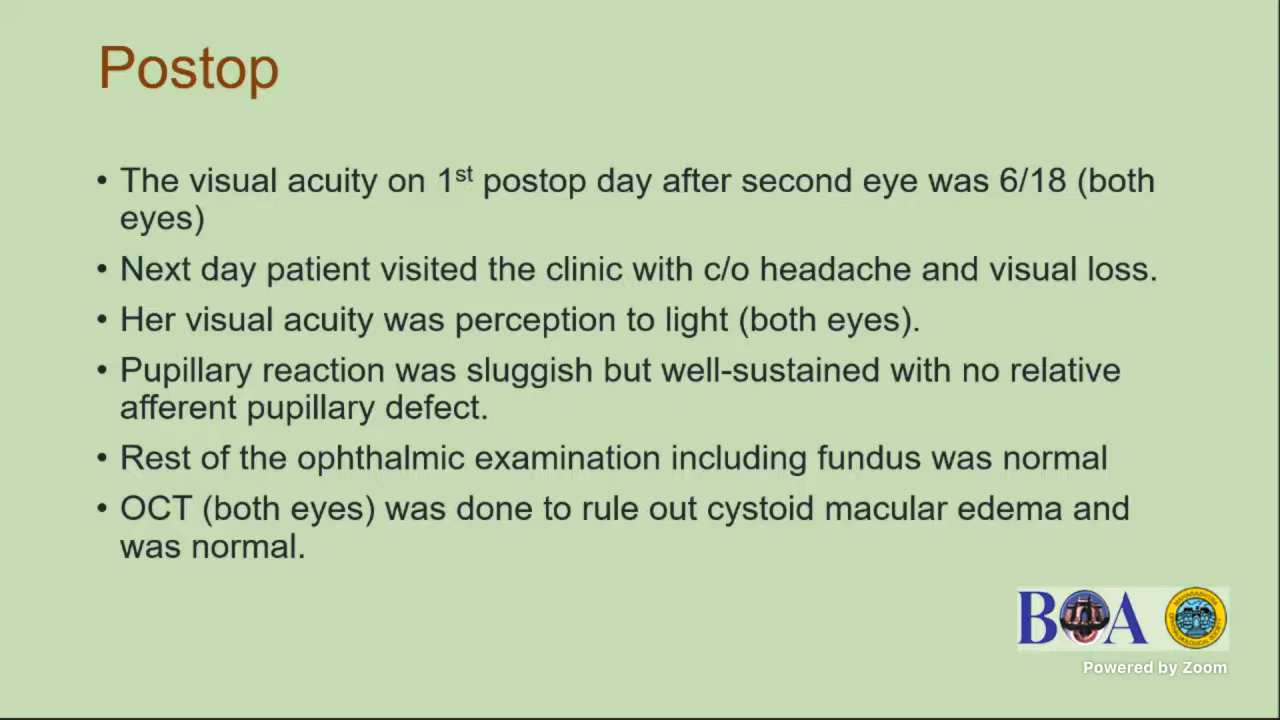 Postop
• The visual acuity on 1st postop day after second eye was 6/18 (both
eyes)
• Next day patient visited the clinic with c/o headache and visual loss.
• Her visual acuity was perception to light (both eyes).
• Pupillary reaction was sluggish but well-sustained with no relative
afferent pupillary defect.
• Rest of the ophthalmic examination including fundus was normal
• OCT (both eyes) was done to rule out cystoid macular edema and
was normal.
BOA
MAHARASHTRA
OPHTHALMOLOGICAL SOCIETY
Powered by Zoom